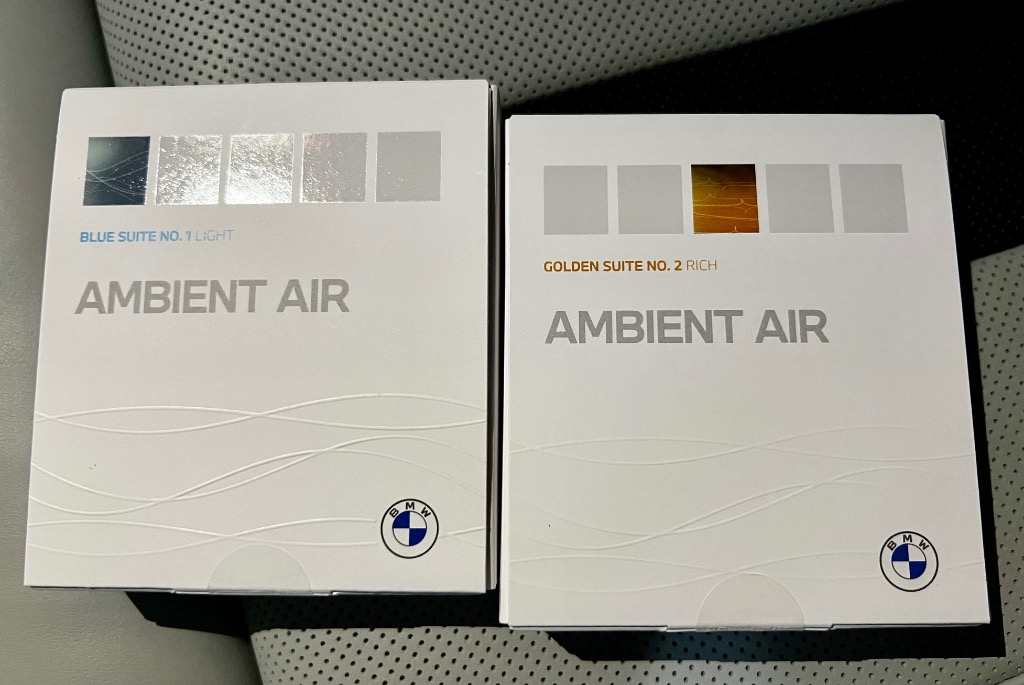 BLUE SUITE NO. 1 LIGHT
AMBIENT AIR
BMW
GOLDEN SUITE NO. 2 RICH
AMBIENT AIR
BMW